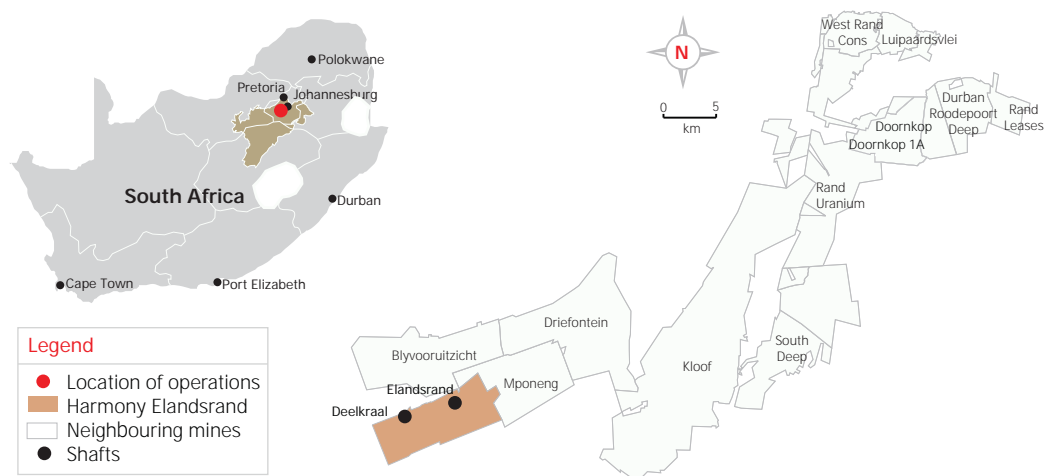 Polokwane
Pretoria
Johannesburg
South Africa
Durban
Cape Town
Port Elizabeth
Legend
Location of operations
Harmony Elandsrand
Neighbouring mines
Shafts
N
0 5
km
West Rand
Cons
Luipaardsvlei
Durban
Roodepoort
Deep
Rand
Leases
Doornkop
Doornkop 1A
Rand
Uranium
Driefontein
Blyvooruitzicht
Elandsrand
Mponeng
Deelkraal
Kloof
South
Deep